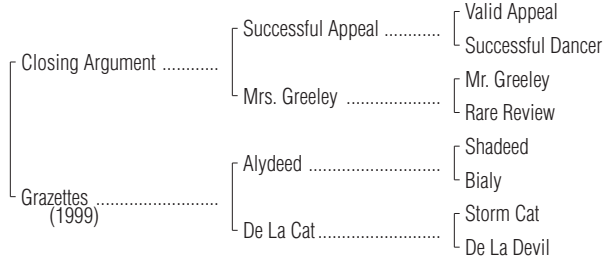 Valid Appeal
Successful Appeal ............
Successful Dancer
Closing Argument ............
Mr. Greeley
Mrs. Greeley ....................
Rare Review
Shadeed
Alydeed ............................
Bialy
Grazettes ..........................
(1999)
Storm Cat
De La Cat..........................
De La Devil